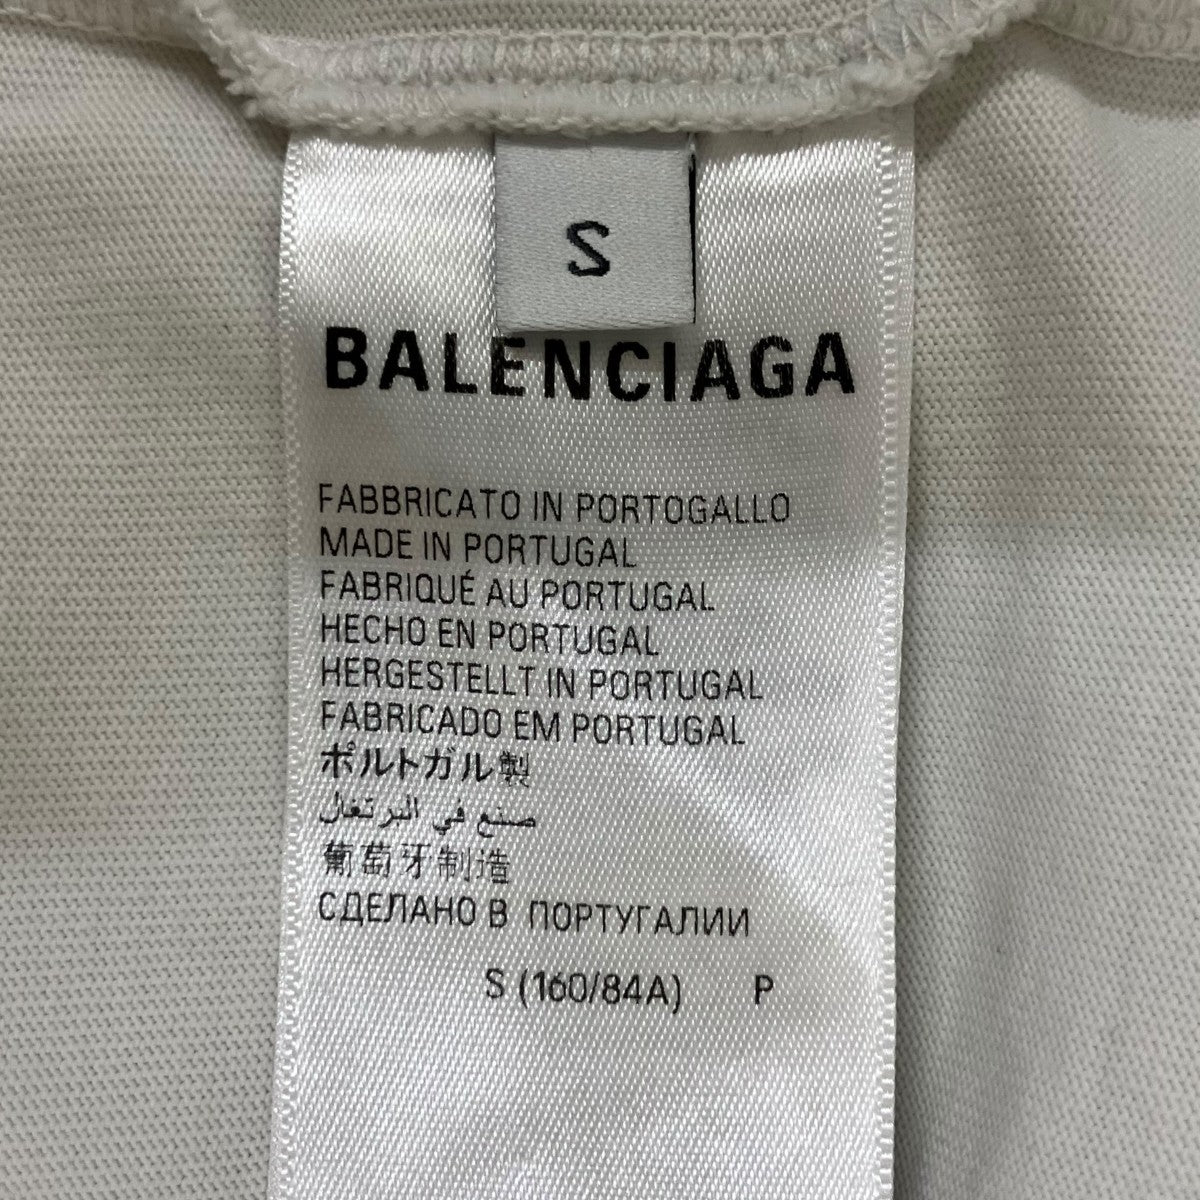 S
BALENCIAGA
FABBRICATO IN PORTOGALLO
MADE IN PORTUGAL
FABRIQUÉ AU PORTUGAL
HECHO EN PORTUGAL
HERGESTELLT IN PORTUGAL
FABRICADO EM PORTUGAL
ポルトガル製
صنع في البرتغال
葡萄牙制造
СДЕЛАНО В ПОРТУГАЛИИ
S (160/84A) P